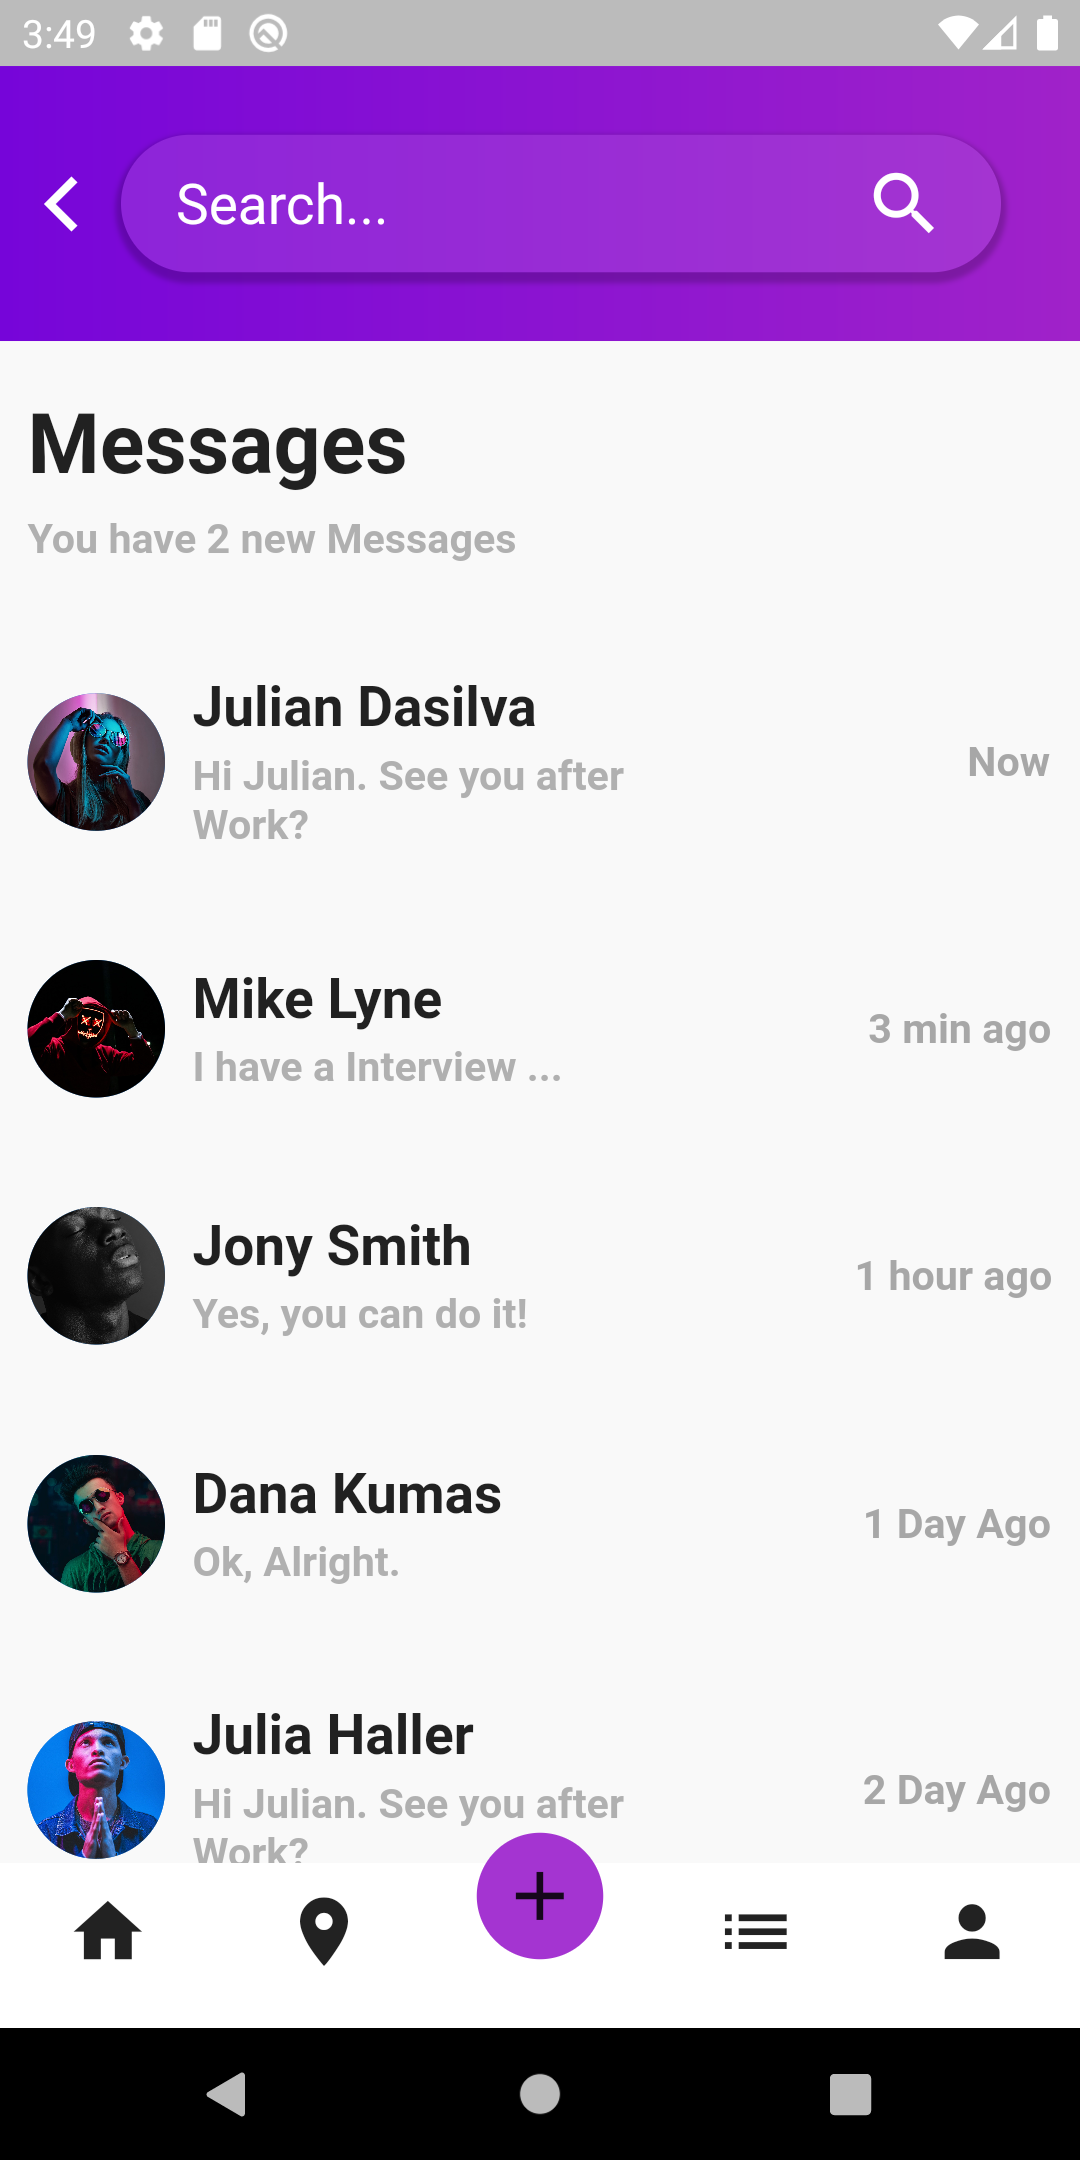 3:49
Search...
Messages
You have 2 new Messages
Julian Dasilva
Hi Julian. See you after
Work?
Now
Mike Lyne
I have a Interview ...
3 min ago
Jony Smith
Yes, you can do it!
1 hour ago
Dana Kumas
Ok, Alright.
1 Day Ago
Julia Haller
Hi Julian. See you after
Work?
2 Day Ago